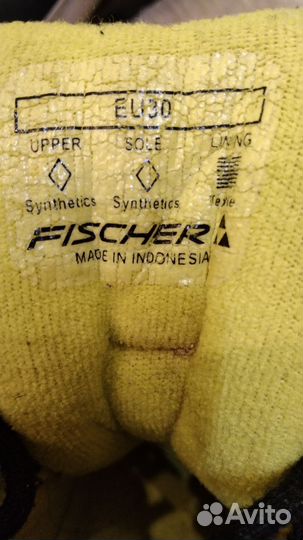 EU30
UPPER SOLE LINING
Synthetics Synthetics Textile
FISCHER
MADE IN INDONESIA
Avito